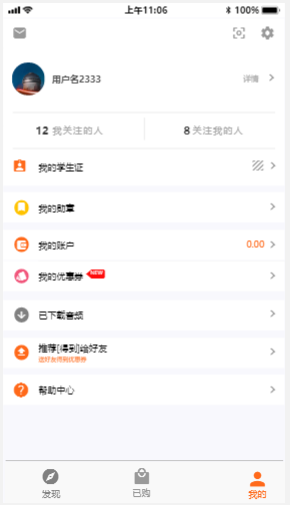 上午11:06
100%
用户名2333
详情
12 我关注的人
8 关注我的人
我的学生证
我的勋章
我的账户
0.00
我的优惠券
NEW
已下载音频
推荐[得到]给好友
送好友得到优惠券
帮助中心
发现
已购
我的